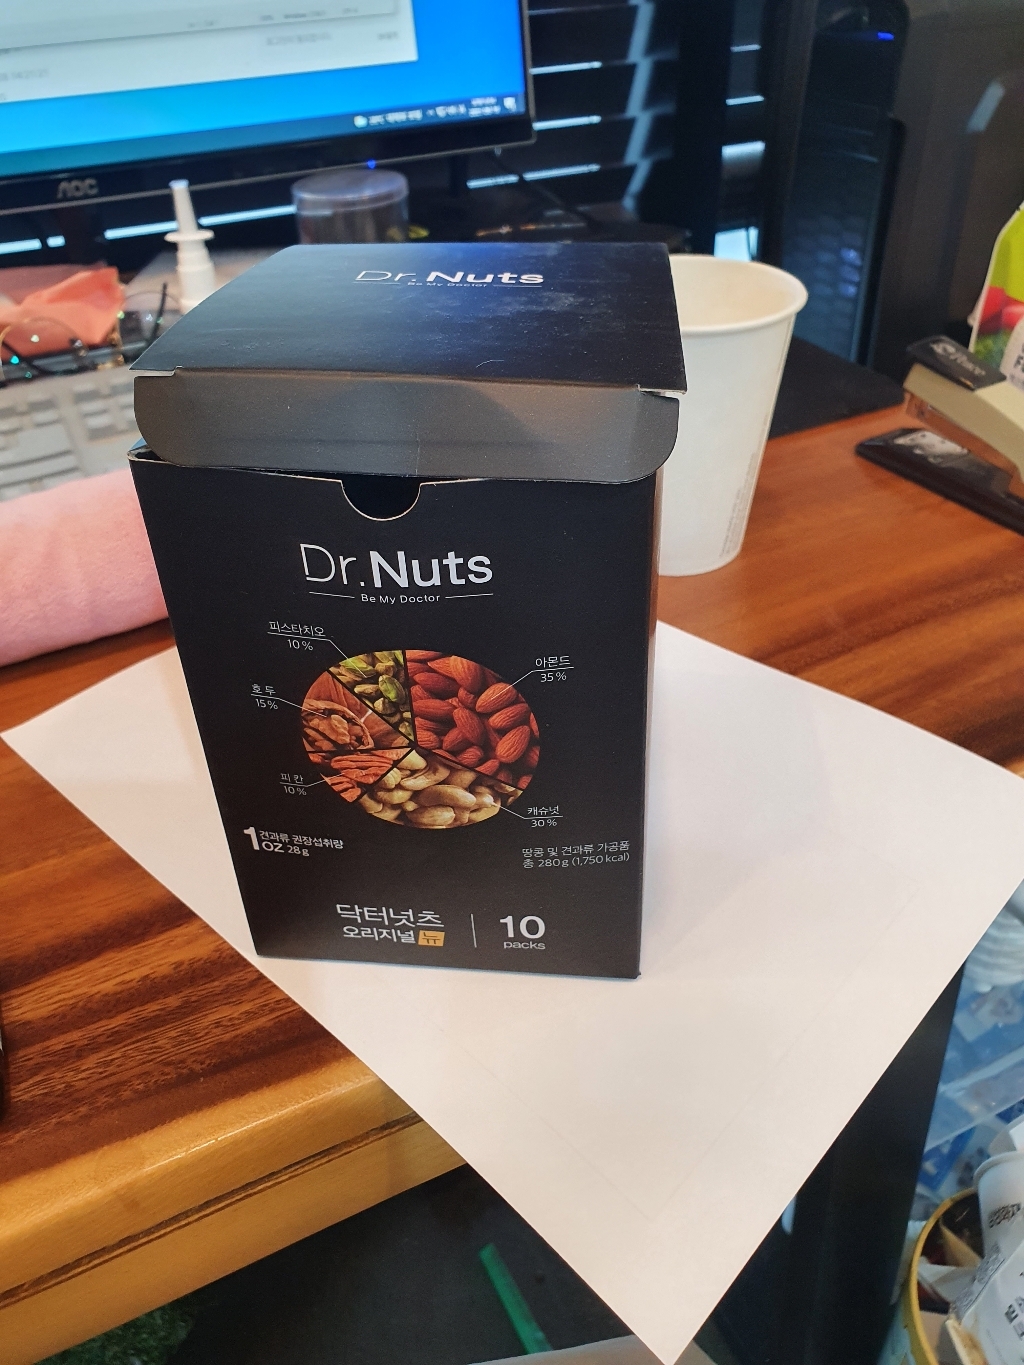 AOC
Dr.Nuts
Be My Doctor
Dr.Nuts
Be My Doctor
피스타치오
10%
아몬드
35%
호두
15%
피칸
10%
캐슈넛
30%
1 OZ 견과류 권장섭취량
28g
땅콩 및 견과류 가공품
총 280g (1,750 kcal)
닥터넛츠
오리지널 뉴
10
packs